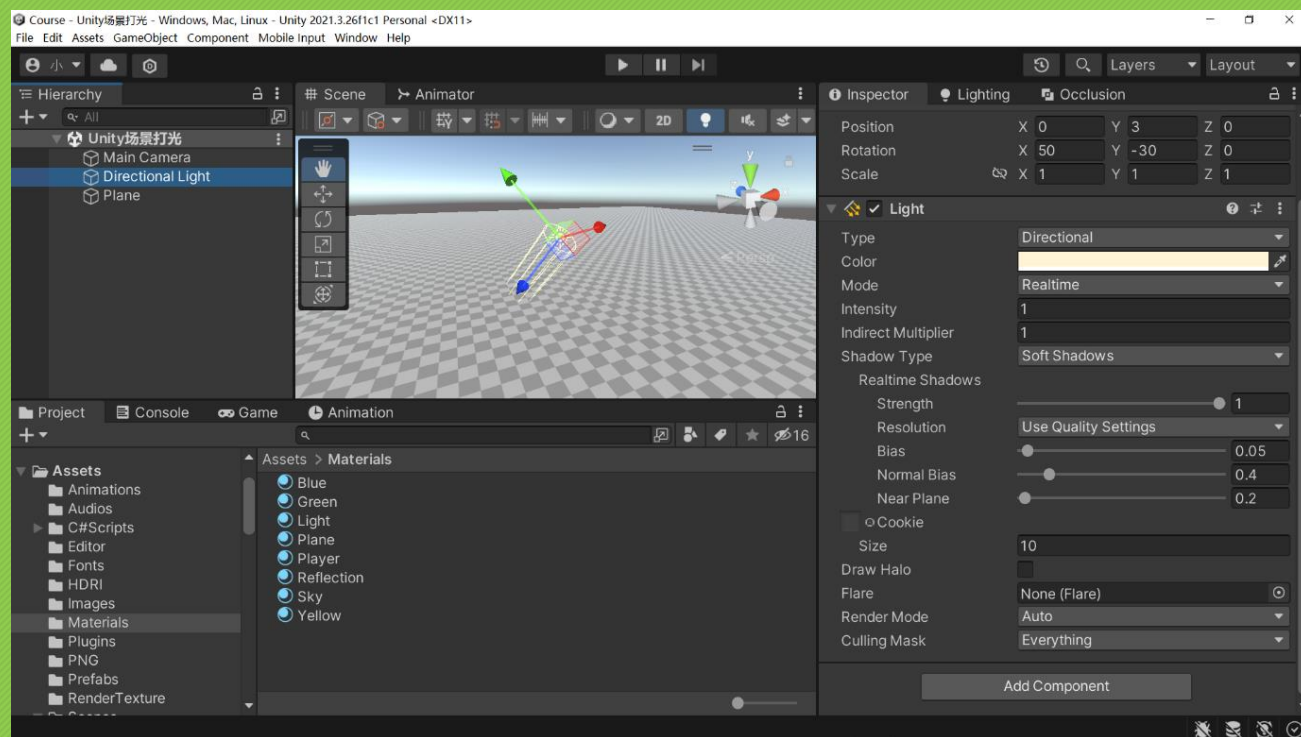 Course - Unity场景打光 - Windows, Mac, Linux - Unity 2021.3.26f1c1 Personal <DX11>
File Edit Assets GameObject Component Mobile Input Window Help
小 Layers Layout
Hierarchy
All
Unity场景打光
Main Camera
Directional Light
Plane
Scene Animator
2D
y
Persp
Inspector Lighting Occlusion
Position X 0 Y 3 Z 0
Rotation X 50 Y -30 Z 0
Scale X 1 Y 1 Z 1
Light
Type Directional
Color
Mode Realtime
Intensity 1
Indirect Multiplier 1
Shadow Type Soft Shadows
Realtime Shadows
Strength 1
Resolution Use Quality Settings
Bias 0.05
Normal Bias 0.4
Near Plane 0.2
Cookie
Size 10
Draw Halo
Flare None (Flare)
Render Mode Auto
Culling Mask Everything
Add Component
Project Console Game Animation
16
Assets
Animations
Audios
C#Scripts
Editor
Fonts
HDRI
Images
Materials
Plugins
PNG
Prefabs
RenderTexture
Assets > Materials
Blue
Green
Light
Plane
Player
Reflection
Sky
Yellow